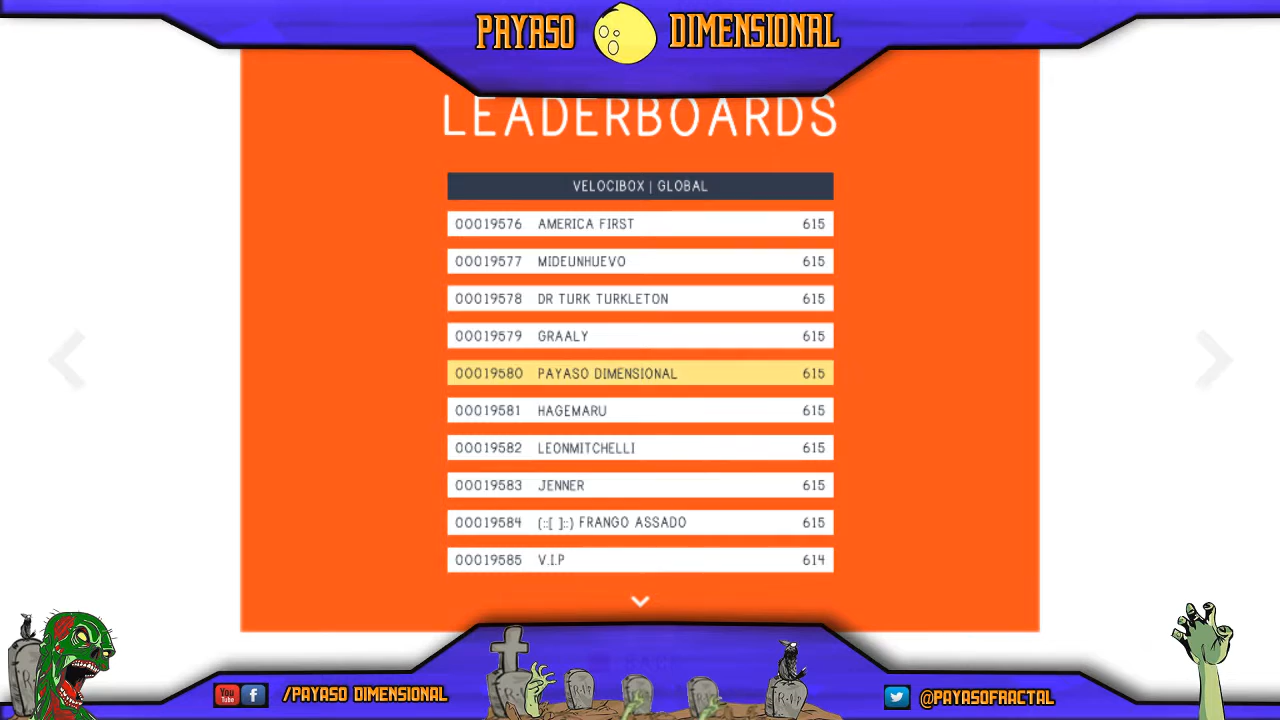 PAYASO DIMENSIONAL
LEADERBOARDS
VELOCIBOX | GLOBAL
00019576 AMERICA FIRST 615
00019577 MIDEUNHUEVO 615
00019578 DR TURK TURKLETON 615
00019579 GRAALY 615
00019580 PAYASO DIMENSIONAL 615
00019581 HAGEMARU 615
00019582 LEONMITCHELLI 615
00019583 JENNER 615
00019584 (::[ ]::) FRANGO ASSADO 615
00019585 V.I.P 614
You Tube f /PAYASO DIMENSIONAL
@PAYASOFRACTAL
R-I-P
R-I-P